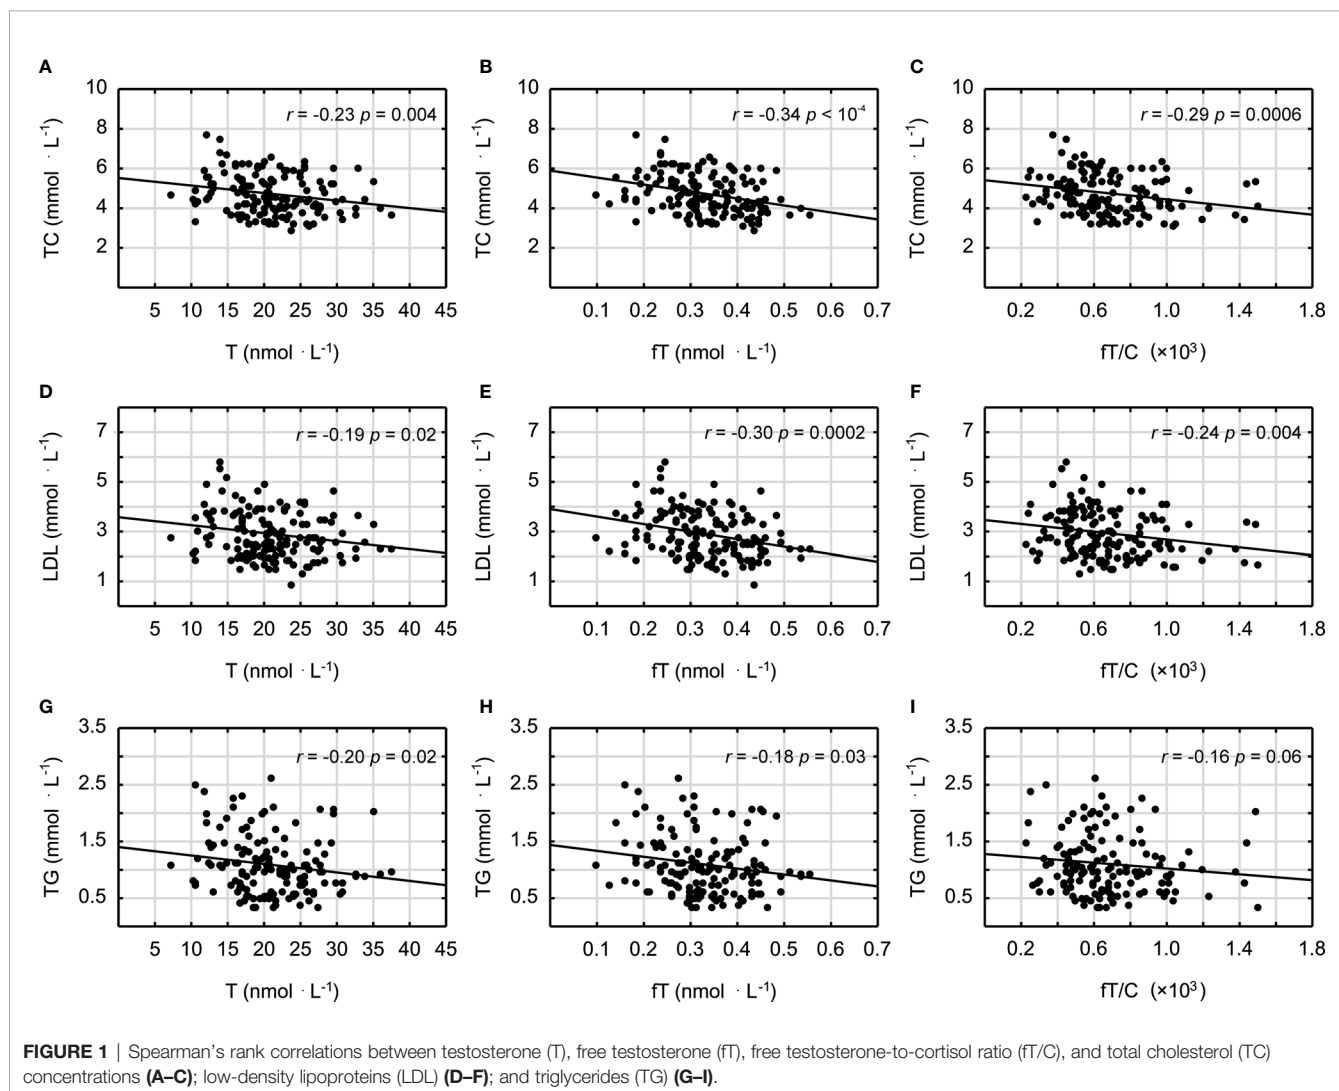 A
10
8
6
4
2
TC (mmol · L⁻¹)
r = -0.23 p = 0.004
5 10 15 20 25 30 35 40 45
T (nmol · L⁻¹)
B
10
8
6
4
2
TC (mmol · L⁻¹)
r = -0.34 p < 10⁻⁴
0.1 0.2 0.3 0.4 0.5 0.6 0.7
fT (nmol · L⁻¹)
C
10
8
6
4
2
TC (mmol · L⁻¹)
r = -0.29 p = 0.0006
0.2 0.6 1.0 1.4 1.8
fT/C (×10³)
D
7
5
3
1
LDL (mmol · L⁻¹)
r = -0.19 p = 0.02
5 10 15 20 25 30 35 40 45
T (nmol · L⁻¹)
E
7
5
3
1
LDL (mmol · L⁻¹)
r = -0.30 p = 0.0002
0.1 0.2 0.3 0.4 0.5 0.6 0.7
fT (nmol · L⁻¹)
F
7
5
3
1
LDL (mmol · L⁻¹)
r = -0.24 p = 0.004
0.2 0.6 1.0 1.4 1.8
fT/C (×10³)
G
3.5
2.5
1.5
0.5
TG (mmol · L⁻¹)
r = -0.20 p = 0.02
5 10 15 20 25 30 35 40 45
T (nmol · L⁻¹)
H
3.5
2.5
1.5
0.5
TG (mmol · L⁻¹)
r = -0.18 p = 0.03
0.1 0.2 0.3 0.4 0.5 0.6 0.7
fT (nmol · L⁻¹)
I
3.5
2.5
1.5
0.5
TG (mmol · L⁻¹)
r = -0.16 p = 0.06
0.2 0.6 1.0 1.4 1.8
fT/C (×10³)
FIGURE 1 | Spearman's rank correlations between testosterone (T), free testosterone (fT), free testosterone-to-cortisol ratio (fT/C), and total cholesterol (TC)
concentrations (A–C); low-density lipoproteins (LDL) (D–F); and triglycerides (TG) (G–I).